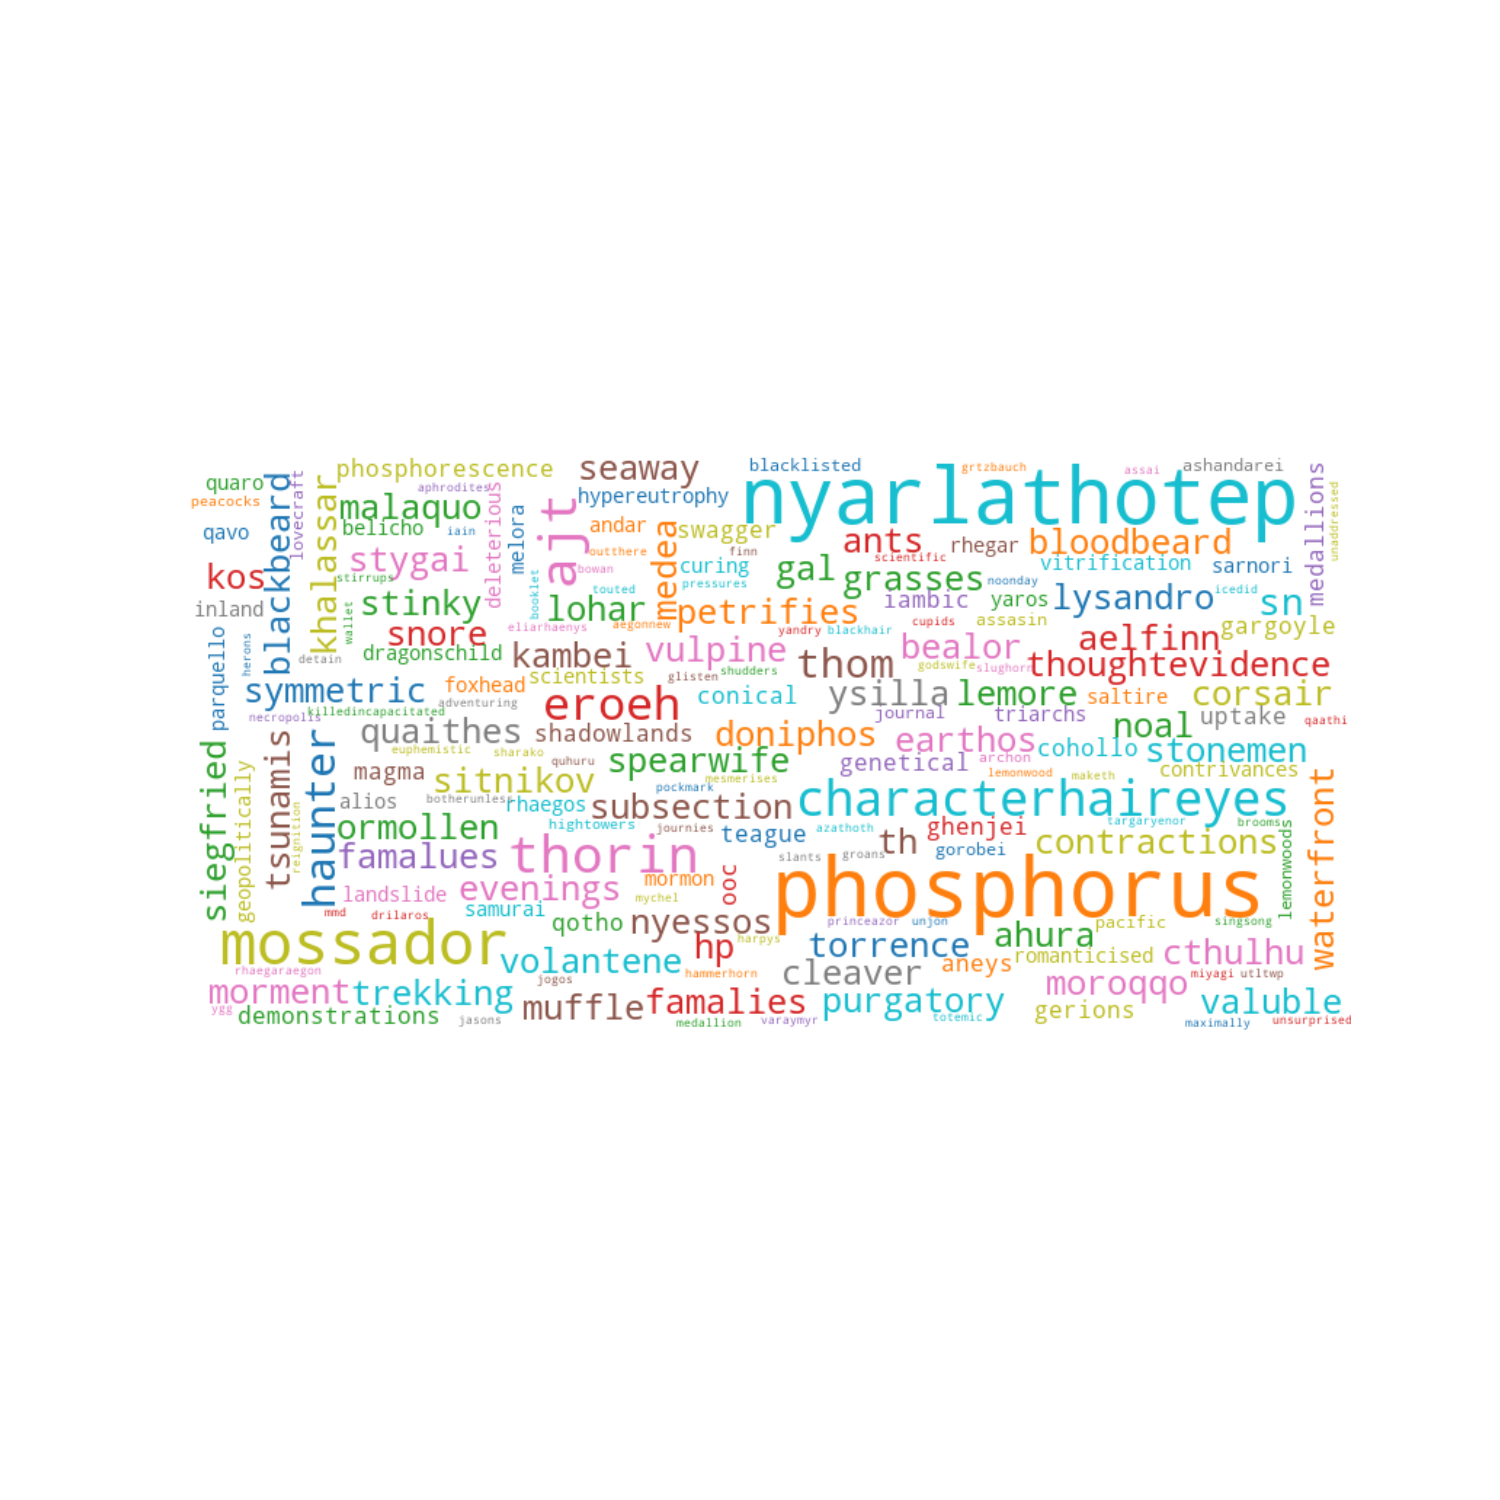 nyarlathotep
phosphorus
characterhaireyes
mossador
thorin
ajt
eroeh
haunter
seaway
phosphorescence
blacklisted
grtzbauch
assai
ashandarei
quaro
peacocks
qavo
blackbeard
lovecraft
khalassar
malaquo
belicho
aphrodites
iain
deleterious
melora
hypereutrophy
andar
outthere
bowan
swagger
medea
finn
curing
pressures
ants
scientific
rhegar
bloodbeard
vitrification
sarnori
medallions
unaddressed
kos
inland
stygai
stirrups
wallet
stinky
snore
booklet
touted
lohar
eliarhaenys
aegonnew
petrifies
gal
grasses
iambic
noonday
yaros
lysandro
icedid
sn
gargoyle
parquello
herons
detain
dragonschild
kambei
vulpine
yandry
blackhair
cupids
assasin
bealor
aelfinn
thoughtevidence
godswife
slughorn
thom
shudders
glisten
scientists
foxhead
adventuring
symmetric
killedincapacitated
necropolis
quaithes
shadowlands
conical
ysilla
lemore
saltire
corsair
journal
triarchs
noal
uptake
qaathi
doniphos
earthos
cohollo
stonemen
siegfried
geopolitically
tsunamis
reignition
euphemistic
sharako
quhuru
magma
sitnikov
spearwife
mesmerises
genetical
archon
lemonwood
maketh
contrivances
waterfront
alios
botherunless
rhaegos
pockmark
subsection
ormollen
hightowers
journies
teague
azathoth
th
ghenjei
gorobei
targaryenor
brooms
lemonwoods
contractions
famalues
slants
groans
landslide
evenings
mormon
ooc
mychel
mmd
drilaros
samurai
qotho
nyessos
princeazor
unjon
pacific
singsong
volantene
hp
harpys
torrence
ahura
romanticised
cthulhu
rhaegaraegon
jogos
hammerhorn
cleaver
aneys
moroqqo
miyagi
utltwp
morment
trekking
muffle
famalies
purgatory
valuble
ygg
demonstrations
jasons
medallion
varaymyr
totemic
gerions
maximally
unsurprised